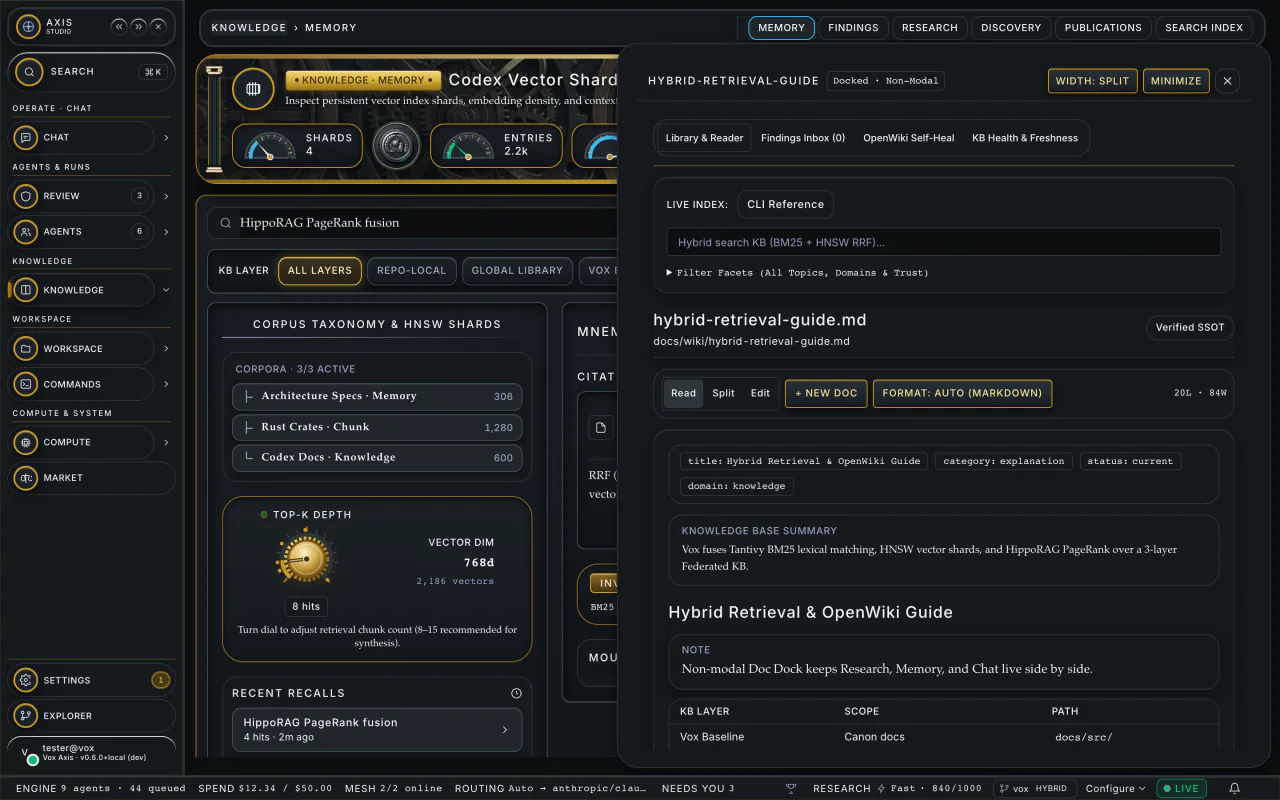 AXIS
STUDIO
SEARCH
⌘K
OPERATE · CHAT
CHAT
AGENTS & RUNS
REVIEW 3
AGENTS 6
KNOWLEDGE
KNOWLEDGE
WORKSPACE
WORKSPACE
COMMANDS
COMPUTE & SYSTEM
COMPUTE
MARKET
SETTINGS 1
EXPLORER
V
tester@vox
Vox Axis · v0.6.0+local (dev)
KNOWLEDGE › MEMORY
MEMORY FINDINGS RESEARCH DISCOVERY PUBLICATIONS SEARCH INDEX
• KNOWLEDGE · MEMORY • Codex Vector Shard
Inspect persistent vector index shards, embedding density, and contex
SHARDS
4
ENTRIES
2.2k
HippoRAG PageRank fusion
KB LAYER ALL LAYERS REPO-LOCAL GLOBAL LIBRARY VOX
CORPUS TAXONOMY & HNSW SHARDS
CORPORA · 3/3 ACTIVE
├ Architecture Specs · Memory 306
├ Rust Crates · Chunk 1,280
└ Codex Docs · Knowledge 600
TOP-K DEPTH
VECTOR DIM
768d
2,186 vectors
8 hits
Turn dial to adjust retrieval chunk count (8–15 recommended for
synthesis).
RECENT RECALLS
HippoRAG PageRank fusion
4 hits · 2m ago
MNEM
CITAT
RRF (
vecto
INV
BM25
MOU
HYBRID-RETRIEVAL-GUIDE Docked · Non-Modal WIDTH: SPLIT MINIMIZE
Library & Reader Findings Inbox (0) OpenWiki Self-Heal KB Health & Freshness
LIVE INDEX: CLI Reference
Hybrid search KB (BM25 + HNSW RRF)...
▶ Filter Facets (All Topics, Domains & Trust)
hybrid-retrieval-guide.md
docs/wiki/hybrid-retrieval-guide.md
Verified SSOT
Read Split Edit + NEW DOC FORMAT: AUTO (MARKDOWN) 20L · 84W
title: Hybrid Retrieval & OpenWiki Guide category: explanation status: current
domain: knowledge
KNOWLEDGE BASE SUMMARY
Vox fuses Tantivy BM25 lexical matching, HNSW vector shards, and HippoRAG PageRank over a 3-layer
Federated KB.
Hybrid Retrieval & OpenWiki Guide
NOTE
Non-modal Doc Dock keeps Research, Memory, and Chat live side by side.
KB LAYER SCOPE PATH
Vox Baseline Canon docs docs/src/
ENGINE 9 agents · 44 queued SPEND $12.34 / $50.00 MESH 2/2 online ROUTING Auto → anthropic/clau… NEEDS YOU 3 RESEARCH Fast · 840/1000 vox HYBRID Configure LIVE